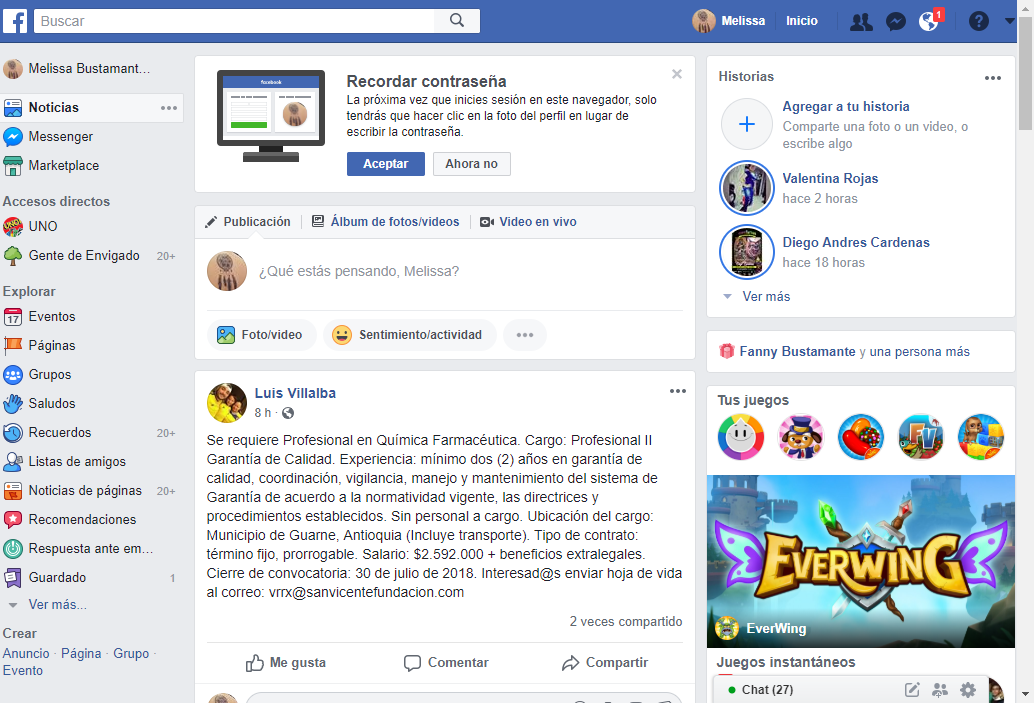 Buscar
Melissa
Inicio
1
Melissa Bustamant...
Noticias
Messenger
Marketplace
Accesos directos
UNO
Gente de Envigado 20+
Explorar
17
Eventos
Páginas
Grupos
Saludos
Recuerdos 20+
Listas de amigos
Noticias de páginas 20+
Recomendaciones
Respuesta ante em...
Guardado 1
Ver más...
Crear
Anuncio · Página · Grupo ·
Evento
facebook
Recordar contraseña
La próxima vez que inicies sesión en este navegador, solo
tendrás que hacer clic en la foto del perfil en lugar de
escribir la contraseña.
Aceptar
Ahora no
Publicación
Álbum de fotos/videos
Video en vivo
¿Qué estás pensando, Melissa?
Foto/video
Sentimiento/actividad
Luis Villalba
8 h ·
Se requiere Profesional en Química Farmacéutica. Cargo: Profesional II
Garantía de Calidad. Experiencia: mínimo dos (2) años en garantía de
calidad, coordinación, vigilancia, manejo y mantenimiento del sistema de
Garantía de acuerdo a la normatividad vigente, las directrices y
procedimientos establecidos. Sin personal a cargo. Ubicación del cargo:
Municipio de Guarne, Antioquia (Incluye transporte). Tipo de contrato:
término fijo, prorrogable. Salario: $2.592.000 + beneficios extralegales.
Cierre de convocatoria: 30 de julio de 2018. Interesad@s enviar hoja de vida
al correo: vrrx@sanvicentefundacion.com
2 veces compartido
Me gusta
Comentar
Compartir
Historias
Agregar a tu historia
Comparte una foto o un video, o
escribe algo
Valentina Rojas
hace 2 horas
Diego Andres Cardenas
hace 18 horas
Ver más
Fanny Bustamante y una persona más
Tus juegos
FV
EVERWING
EverWing
Juegos instantáneos
Chat (27)